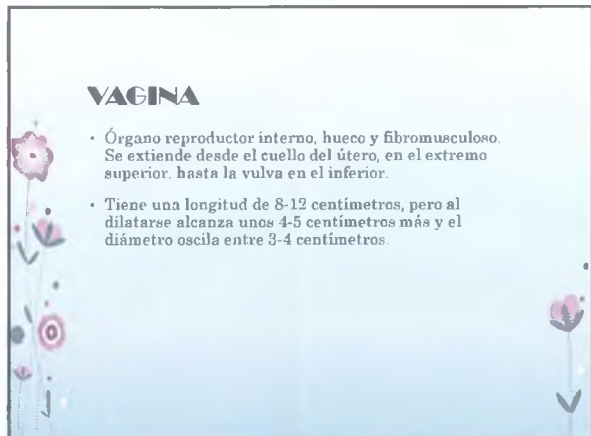 VAGINA
• Órgano reproductor interno, hueco y fibromusculoso.
Se extiende desde el cuello del útero, en el extremo
superior, hasta la vulva en el inferior.
• Tiene una longitud de 8-12 centímetros, pero al
dilatarse alcanza unos 4-5 centímetros más y el
diámetro oscila entre 3-4 centímetros.